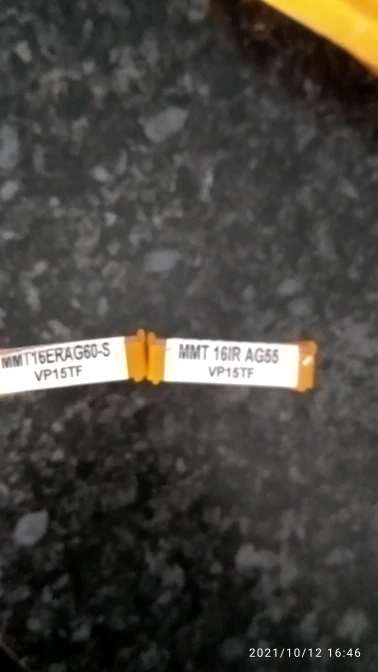 MMT16ERAG60-S
VP15TF
MMT 16IR AG55
VP15TF
2021/10/12 16:46